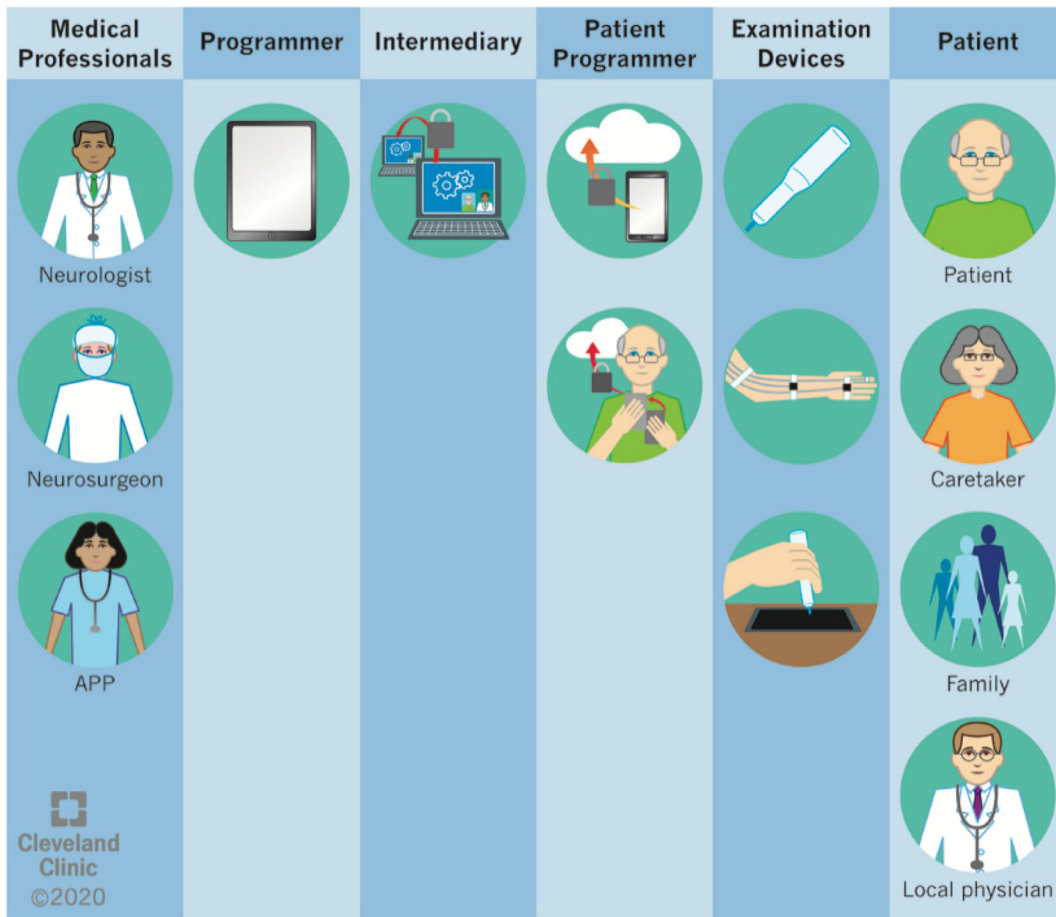 Medical
Professionals
Programmer
Intermediary
Patient
Programmer
Examination
Devices
Patient
Neurologist
Patient
Neurosurgeon
Caretaker
APP
Family
Local physician
Cleveland
Clinic
©2020